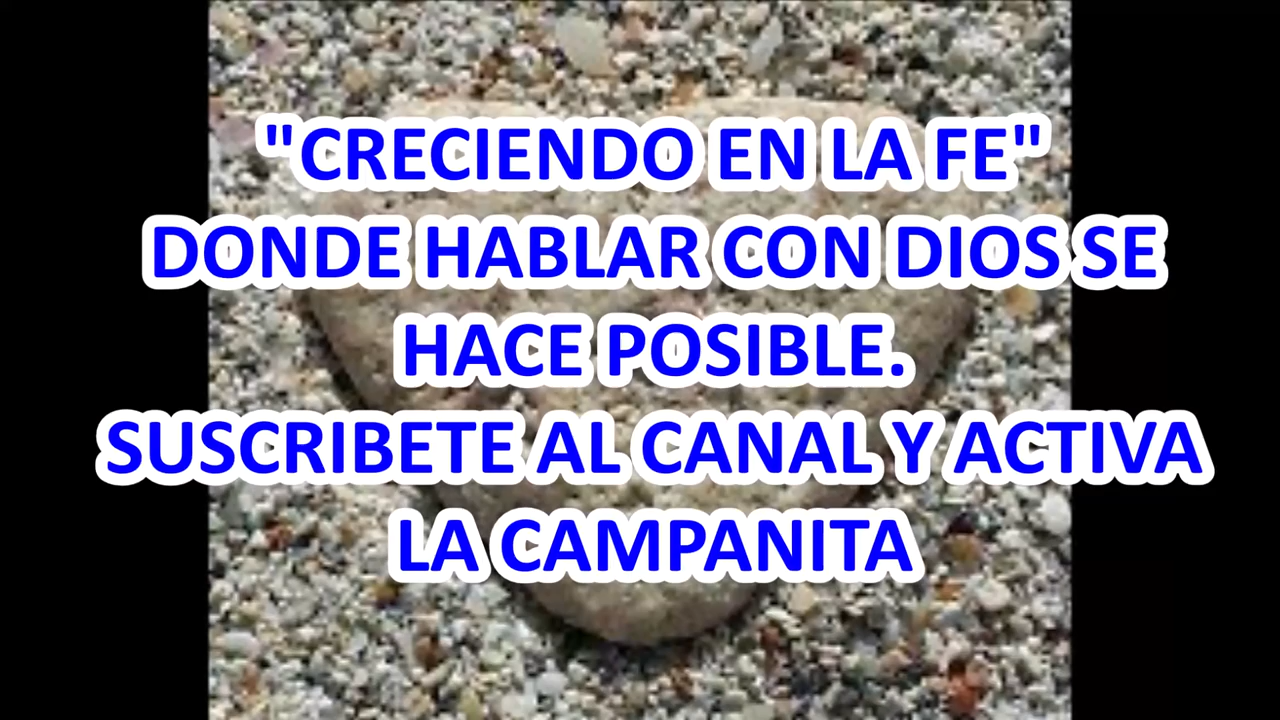 "CRECIENDO EN LA FE"
DONDE HABLAR CON DIOS SE
HACE POSIBLE.
SUSCRIBETE AL CANAL Y ACTIVA
LA CAMPANITA